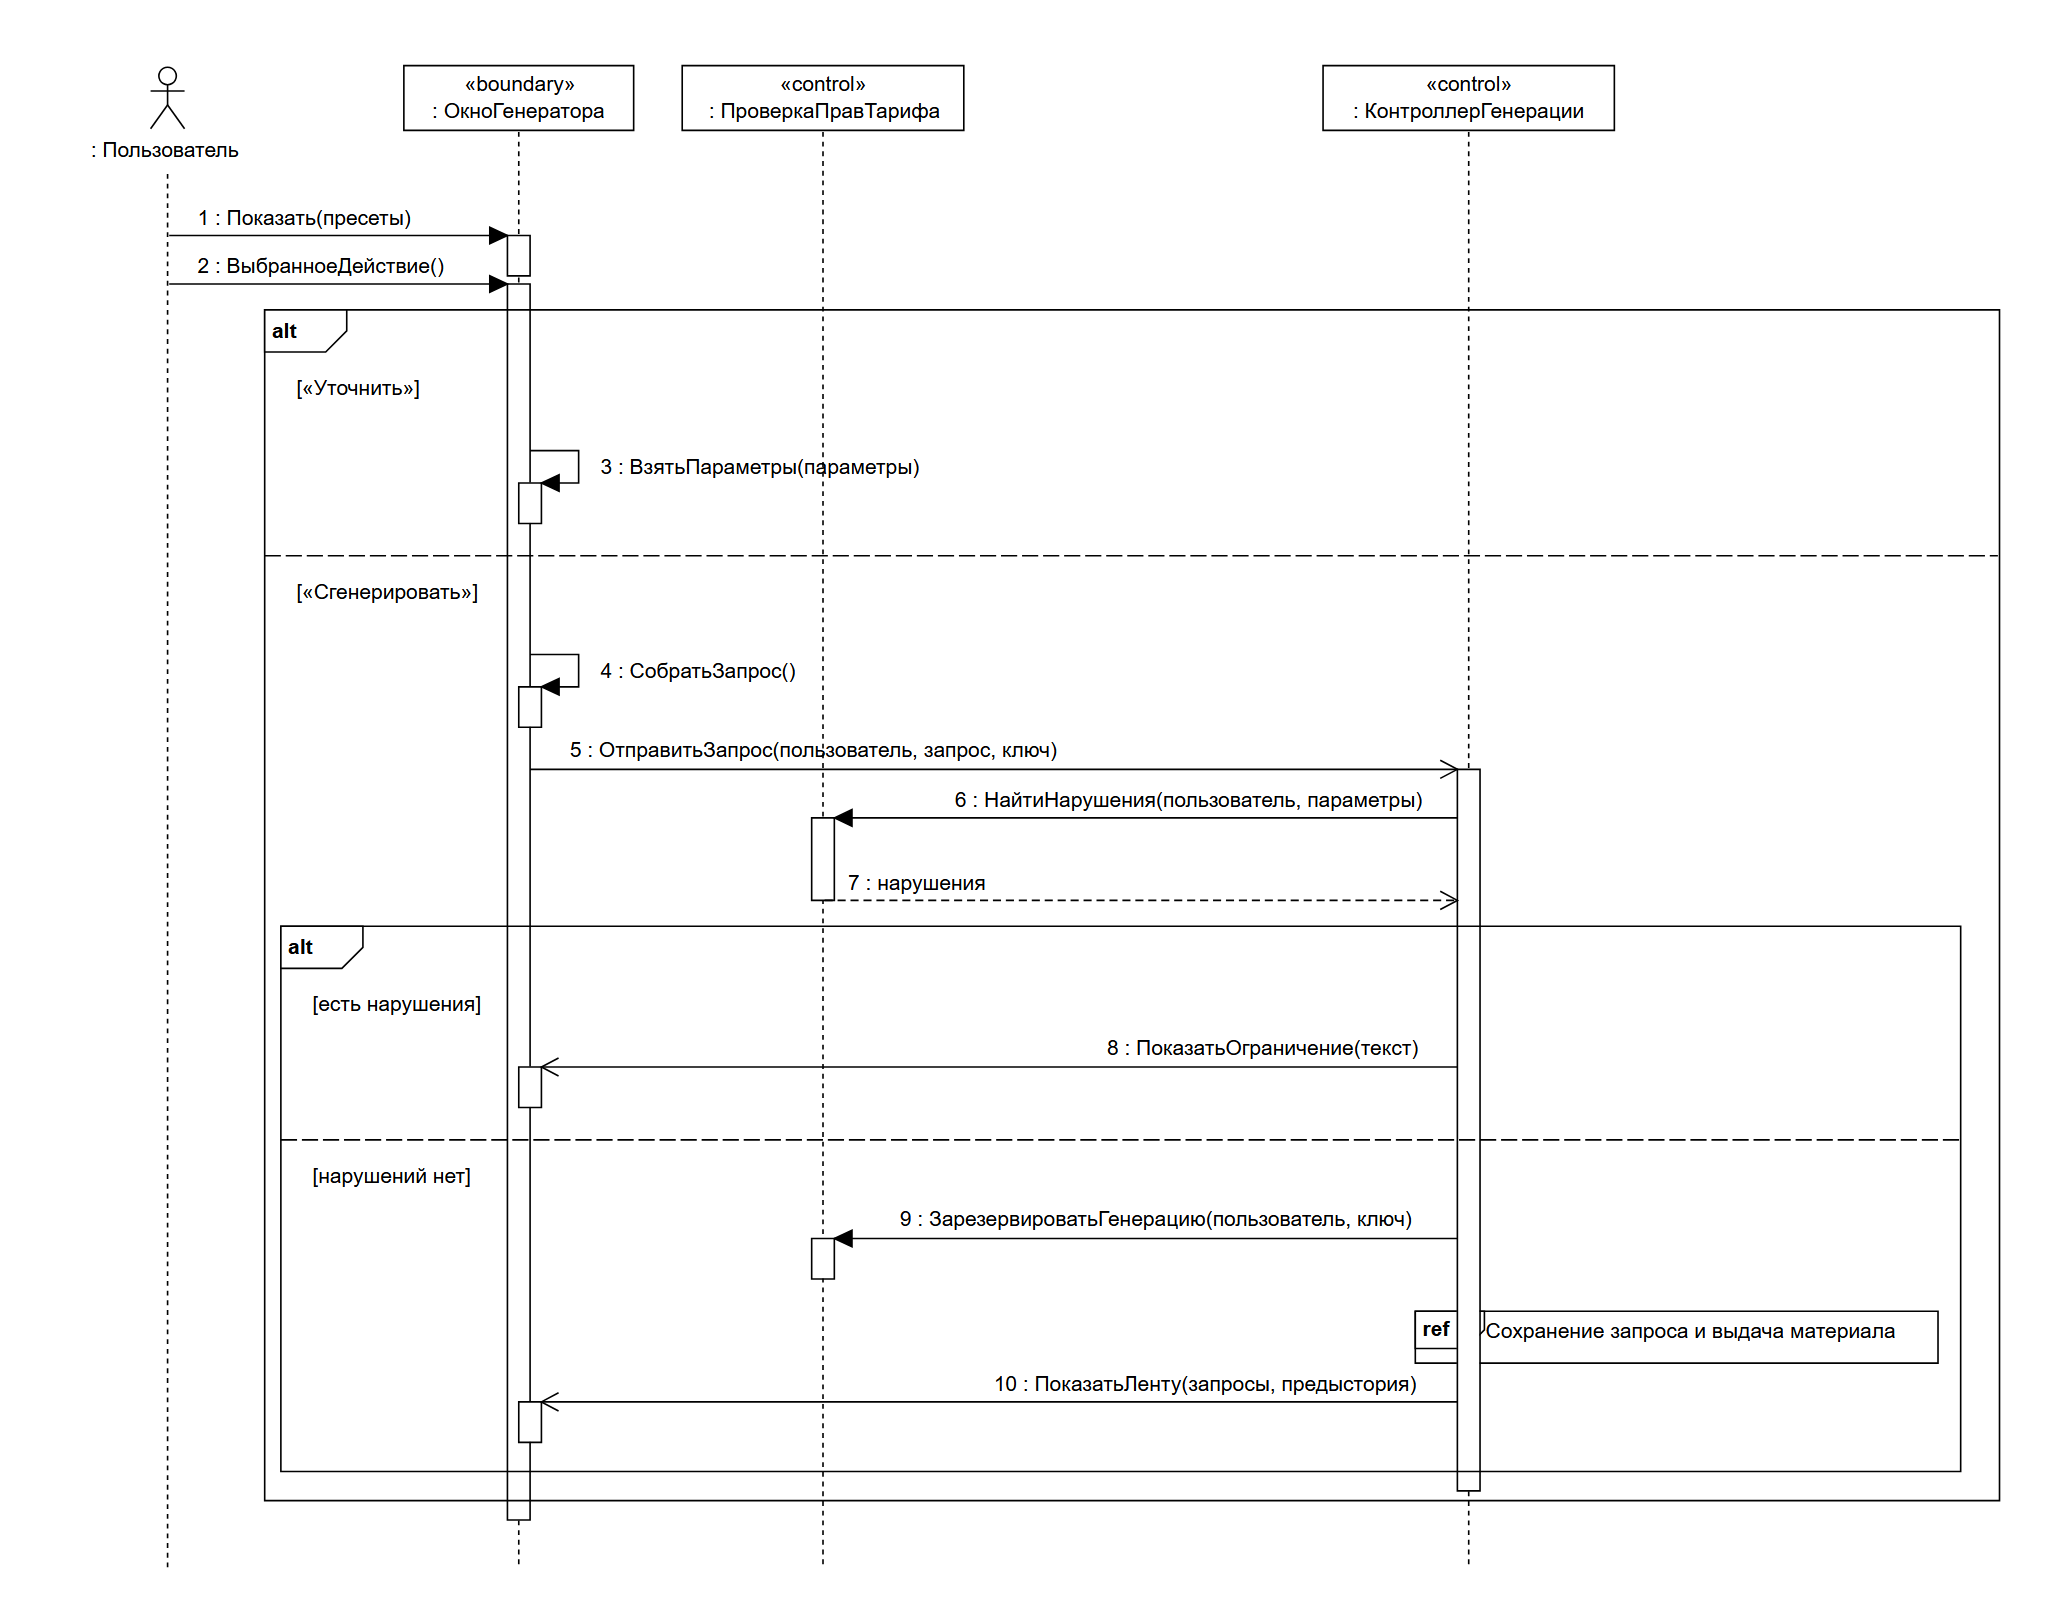 «boundary»
: ОкноГенератора
«control»
: ПроверкаПравТарифа
«control»
: КонтроллерГенерации
: Пользователь
1 : Показать(пресеты)
2 : ВыбранноеДействие()
alt
[«Уточнить»]
3 : ВзятьПараметры(параметры)
[«Сгенерировать»]
4 : СобратьЗапрос()
5 : ОтправитьЗапрос(пользователь, запрос, ключ)
6 : НайтиНарушения(пользователь, параметры)
7 : нарушения
alt
[есть нарушения]
8 : ПоказатьОграничение(текст)
[нарушений нет]
9 : ЗарезервироватьГенерацию(пользователь, ключ)
ref
Сохранение запроса и выдача материала
10 : ПоказатьЛенту(запросы, предыстория)